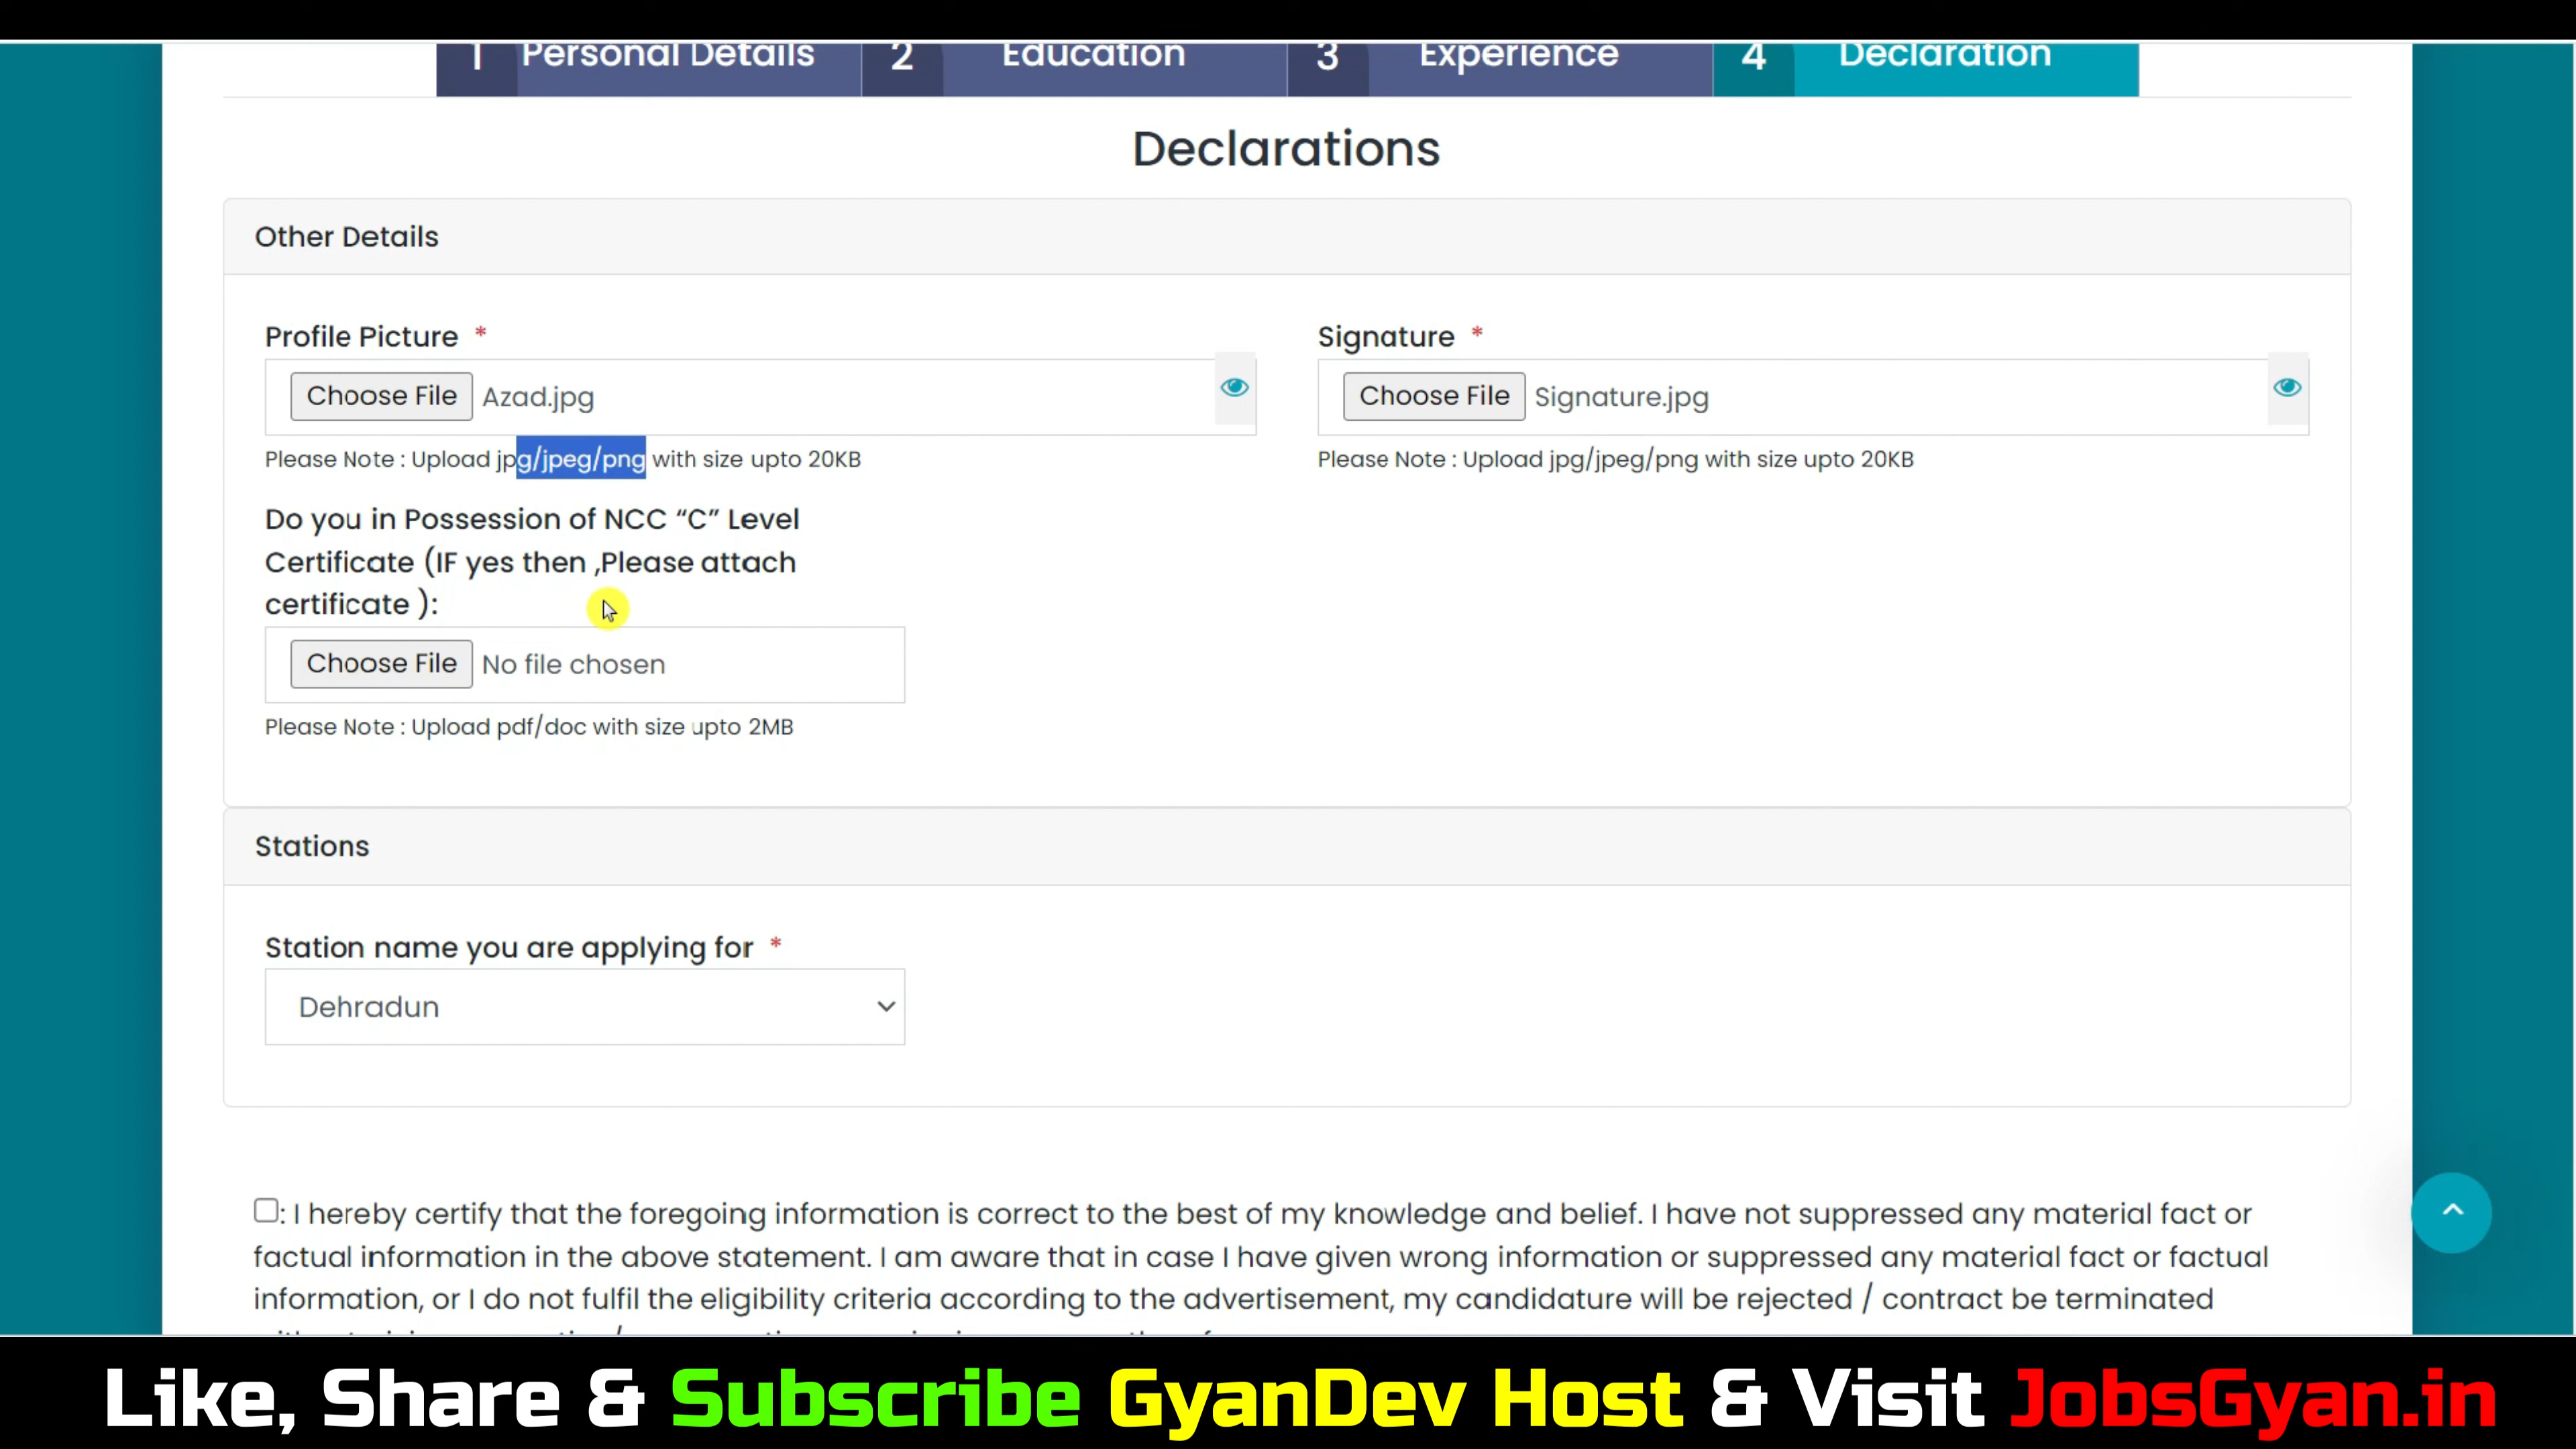 1 Personal Details 2 Education 3 Experience 4 Declaration
Declarations
Other Details
Profile Picture *
Choose File Azad.jpg
Please Note : Upload jpg/jpeg/png with size upto 20KB
Signature *
Choose File Signature.jpg
Please Note : Upload jpg/jpeg/png with size upto 20KB
Do you in Possession of NCC “C” Level
Certificate (IF yes then ,Please attach
certificate ):
Choose File No file chosen
Please Note : Upload pdf/doc with size upto 2MB
Stations
Station name you are applying for *
Dehradun
: I hereby certify that the foregoing information is correct to the best of my knowledge and belief. I have not suppressed any material fact or
factual information in the above statement. I am aware that in case I have given wrong information or suppressed any material fact or factual
information, or I do not fulfil the eligibility criteria according to the advertisement, my candidature will be rejected / contract be terminated
Like, Share & Subscribe GyanDev Host & Visit JobsGyan.in